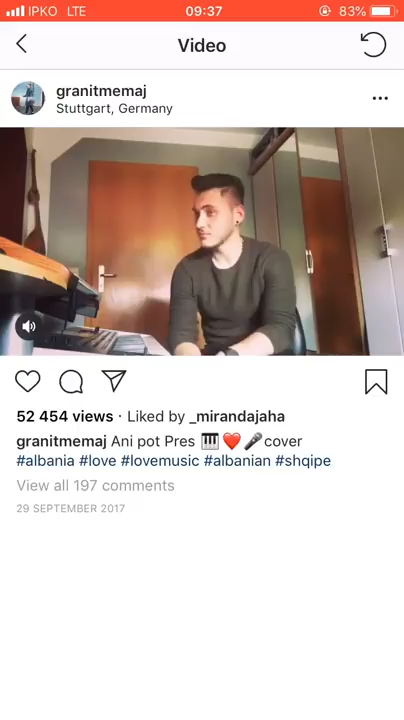 IPKO LTE 09:37 83%
Video
granitmemaj
Stuttgart, Germany
52 454 views · Liked by _mirandajaha
granitmemaj Ani pot Pres 🎹❤️🎤cover
#albania #love #lovemusic #albanian #shqipe
View all 197 comments
29 SEPTEMBER 2017